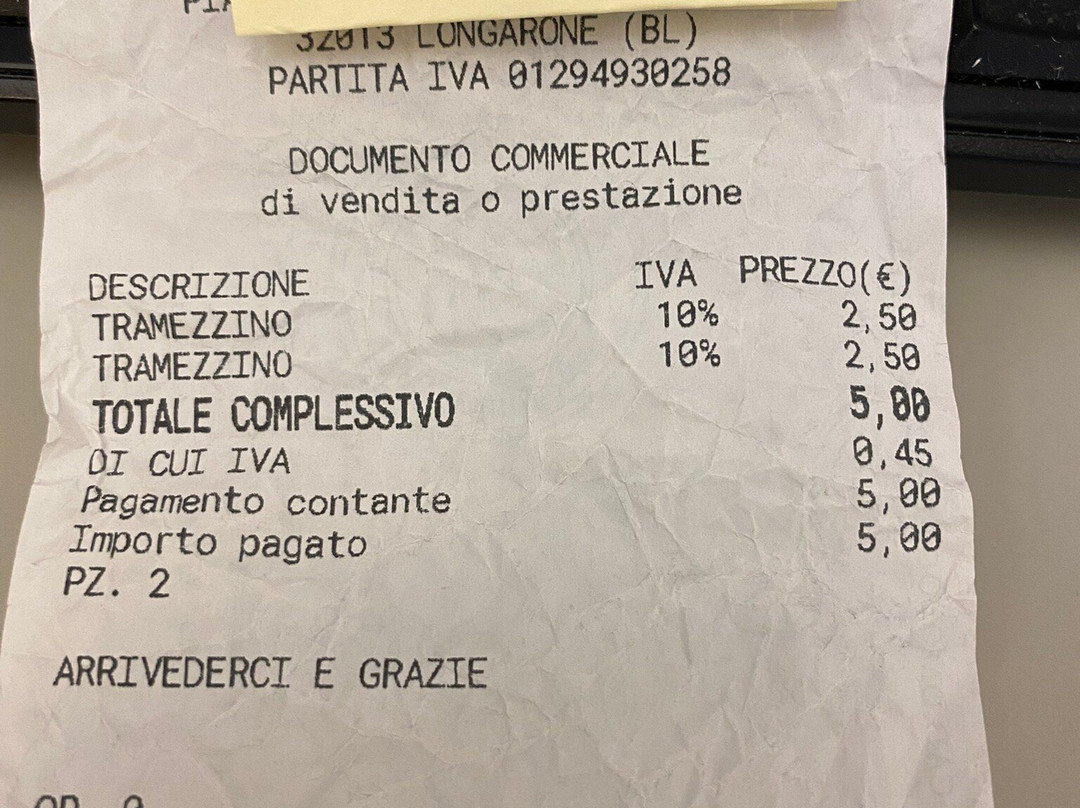 32013 LONGARONE (BL)
PARTITA IVA 01294930258
DOCUMENTO COMMERCIALE
di vendita o prestazione
DESCRIZIONE IVA PREZZO(€)
TRAMEZZINO 10% 2,50
TRAMEZZINO 10% 2,50
TOTALE COMPLESSIVO 5,00
DI CUI IVA 0,45
Pagamento contante 5,00
Importo pagato 5,00
PZ. 2
ARRIVEDERCI E GRAZIE